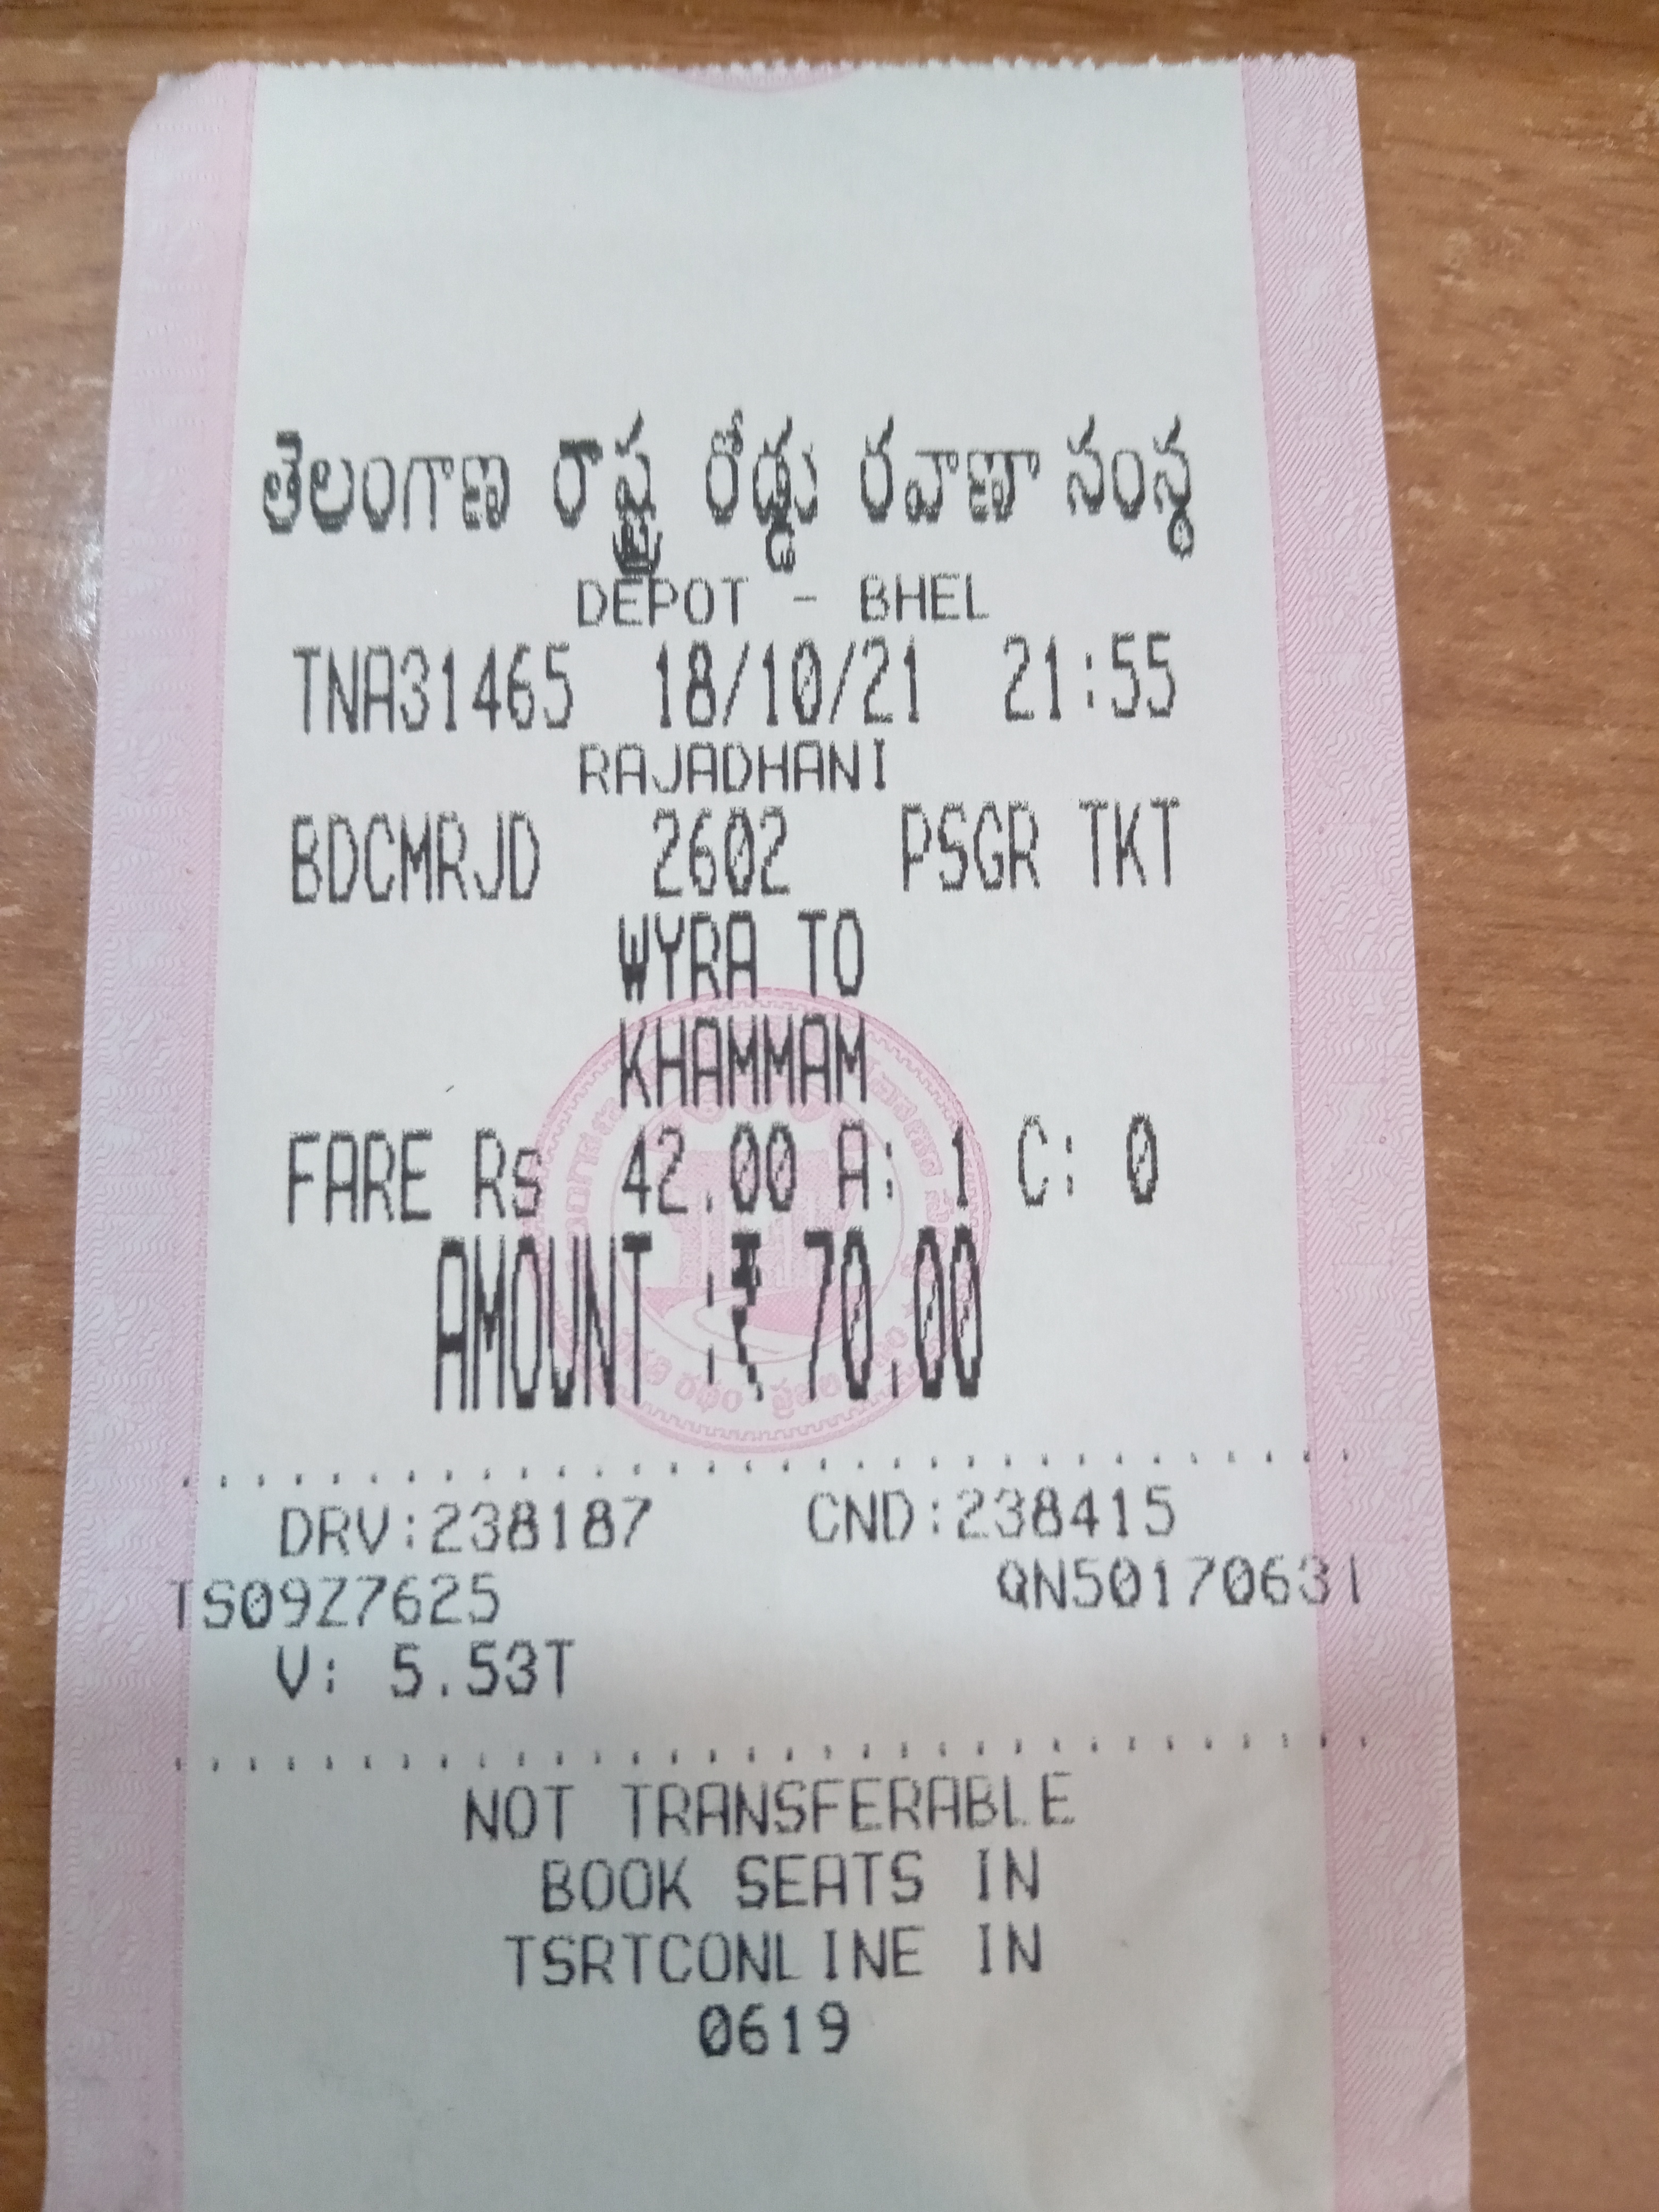 తెలంగాణ రాష్ట్ర రోడ్డు రవాణా సంస్థ
DEPOT - BHEL
TNA31465 18/10/21 21:55
RAJADHANI
BDCMRJD 2602 PSGR TKT
WYRA TO
KHAMMAM
FARE Rs 42.00 A: 1 C: 0
AMOUNT :₹ 70.00
DRV:238187 CND:238415
TS09Z7625 QN50170631
V: 5.53T
NOT TRANSFERABLE
BOOK SEATS IN
TSRTCONLINE IN
0619